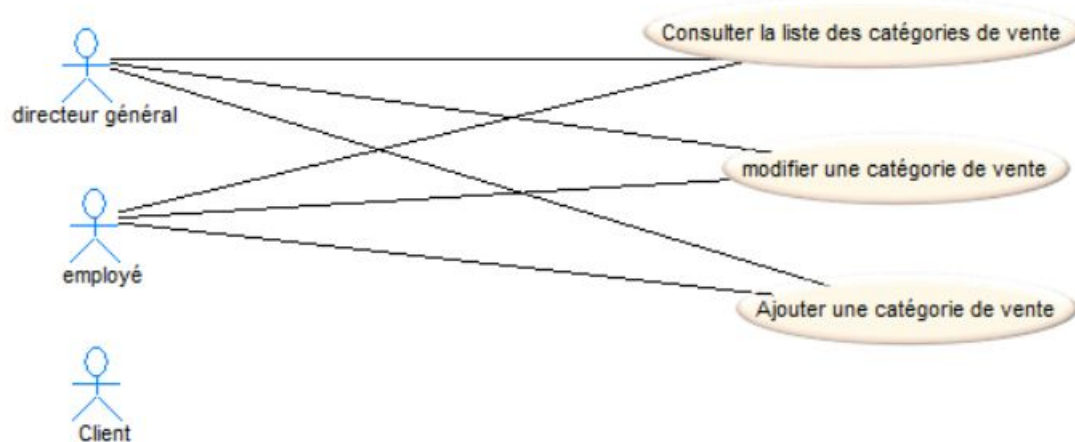 Consulter la liste des catégories de vente
directeur général
modifier une catégorie de vente
employé
Ajouter une catégorie de vente
Client